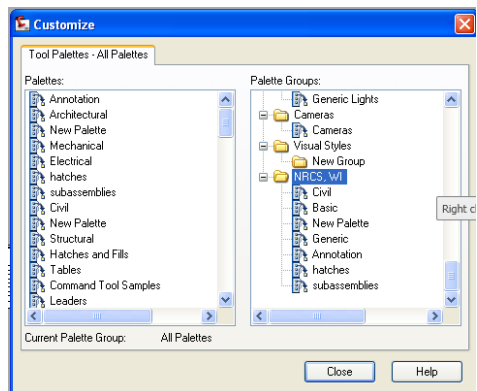 Customize
Tool Palettes - All Palettes
Palettes:
Annotation
Architectural
New Palette
Mechanical
Electrical
hatches
subassemblies
Civil
New Palette
Structural
Hatches and Fills
Tables
Command Tool Samples
Leaders
Palette Groups:
Generic Lights
Cameras
Cameras
Visual Styles
New Group
NRCS, WI
Civil
Basic
New Palette
Generic
Annotation
hatches
subassemblies
Right cl
Current Palette Group: All Palettes
Close Help